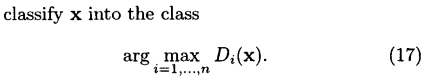 classify x into the class
arg max D_i(x). (17)
i=1,...,n